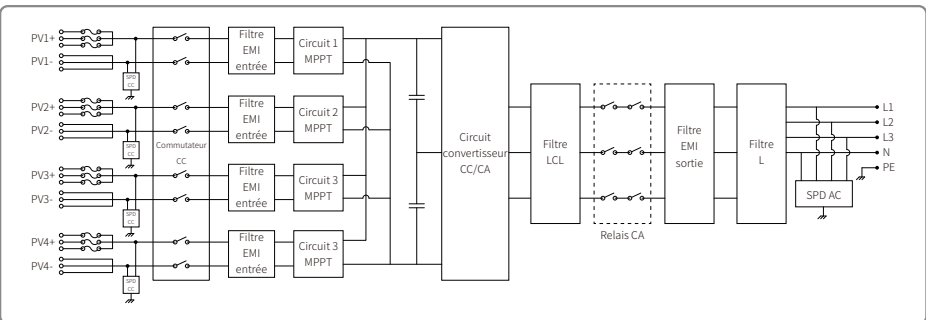 PV1+
PV1-
SPD
CC
Filtre
EMI
entrée
Circuit 1
MPPT
PV2+
PV2-
SPD
CC
Filtre
EMI
entrée
Circuit 2
MPPT
Commutateur
CC
PV3+
PV3-
SPD
CC
Filtre
EMI
entrée
Circuit 3
MPPT
PV4+
PV4-
SPD
CC
Filtre
EMI
entrée
Circuit 3
MPPT
Circuit
convertisseur
CC/CA
Filtre
LCL
Relais CA
Filtre
EMI
sortie
Filtre
L
L1
L2
L3
N
PE
SPD AC